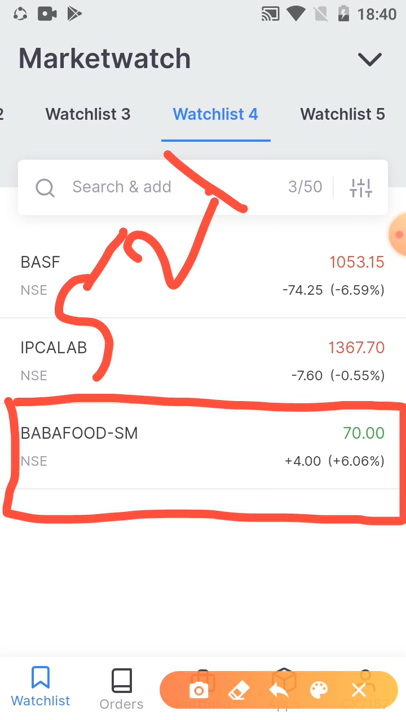 18:40
Marketwatch
2 Watchlist 3 Watchlist 4 Watchlist 5
Search & add 3/50
BASF 1053.15
NSE -74.25 (-6.59%)
IPCALAB 1367.70
NSE -7.60 (-0.55%)
BABAFOOD-SM 70.00
NSE +4.00 (+6.06%)
Watchlist Orders